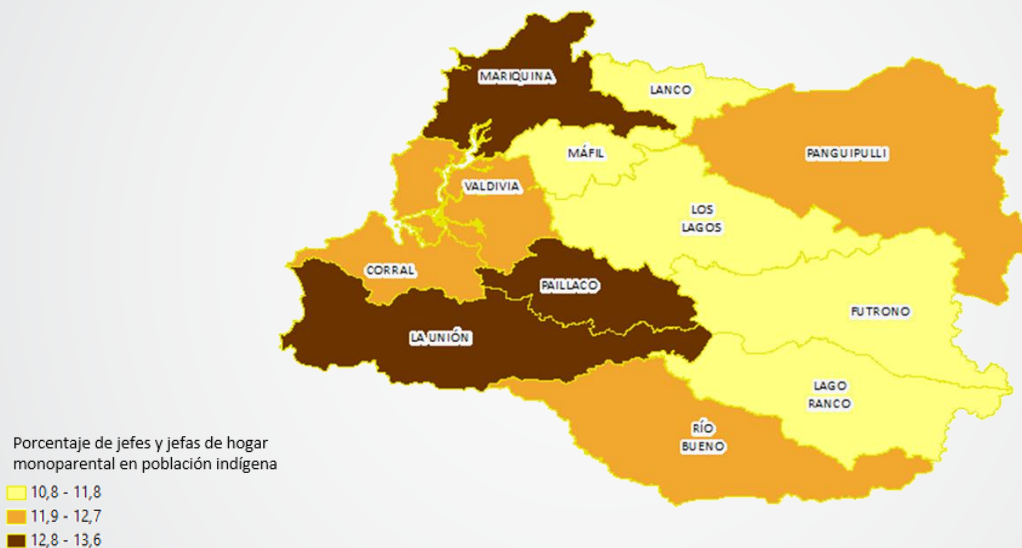 MARIQUINA
LANCO
MÁFIL
PANGUIPULLI
VALDIVIA
LOS
LAGOS
CORRAL
PAILLACO
FUTRONO
LA UNIÓN
LAGO
RANCO
RÍO
BUENO
Porcentaje de jefes y jefas de hogar
monoparental en población indígena
10,8 - 11,8
11,9 - 12,7
12,8 - 13,6